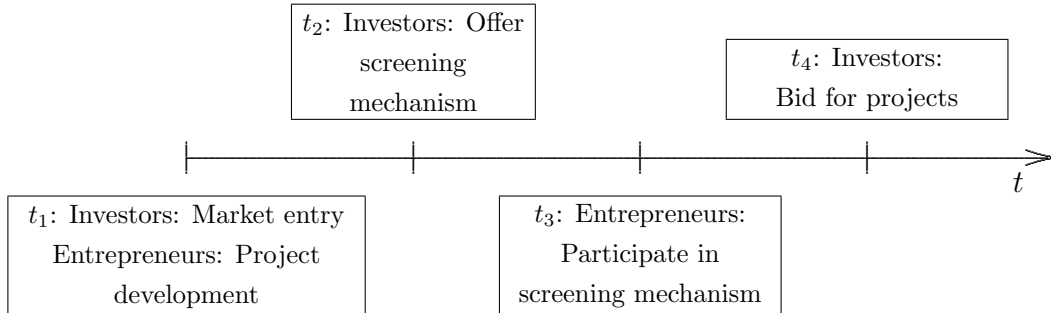 t₂: Investors: Offer
screening
mechanism
t₄: Investors:
Bid for projects
t
t₁: Investors: Market entry
Entrepreneurs: Project
development
t₃: Entrepreneurs:
Participate in
screening mechanism